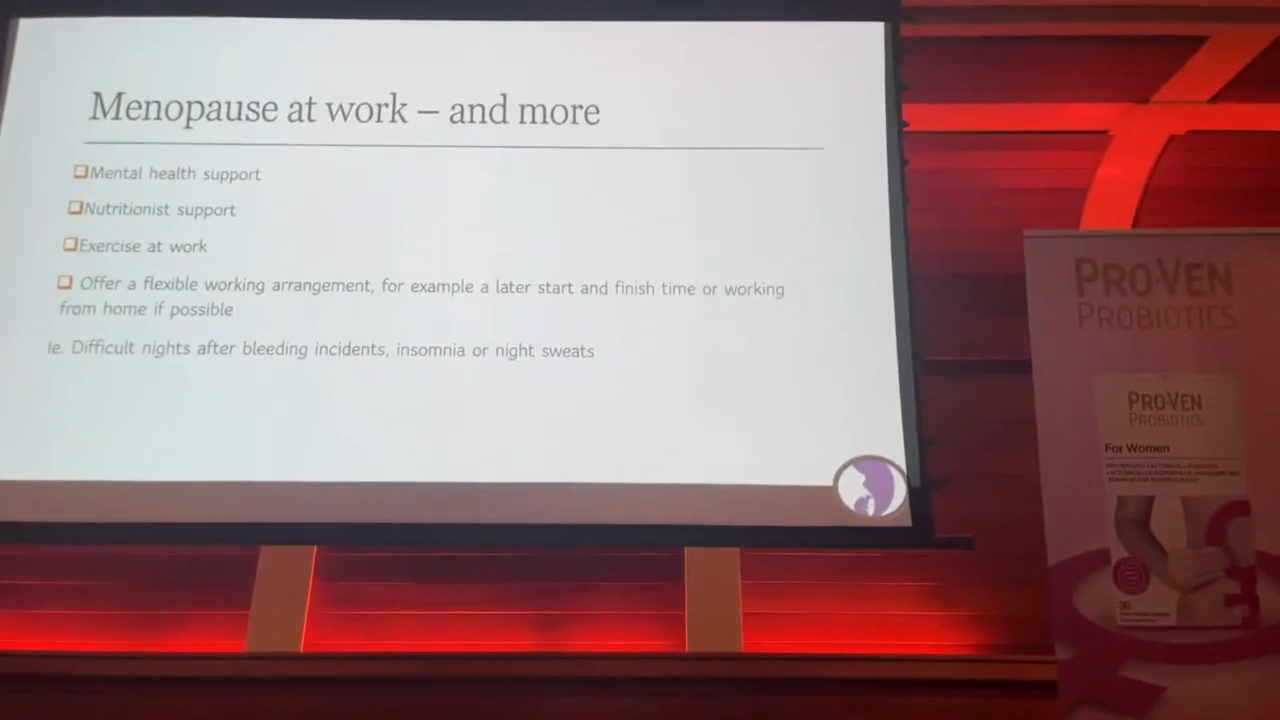 Menopause at work – and more
Mental health support
Nutritionist support
Exercise at work
Offer a flexible working arrangement, for example a later start and finish time or working
from home if possible
Ie. Difficult nights after bleeding incidents, insomnia or night sweats
PRO-VEN
PROBIOTICS
PRO-VEN
PROBIOTICS
For Women
30